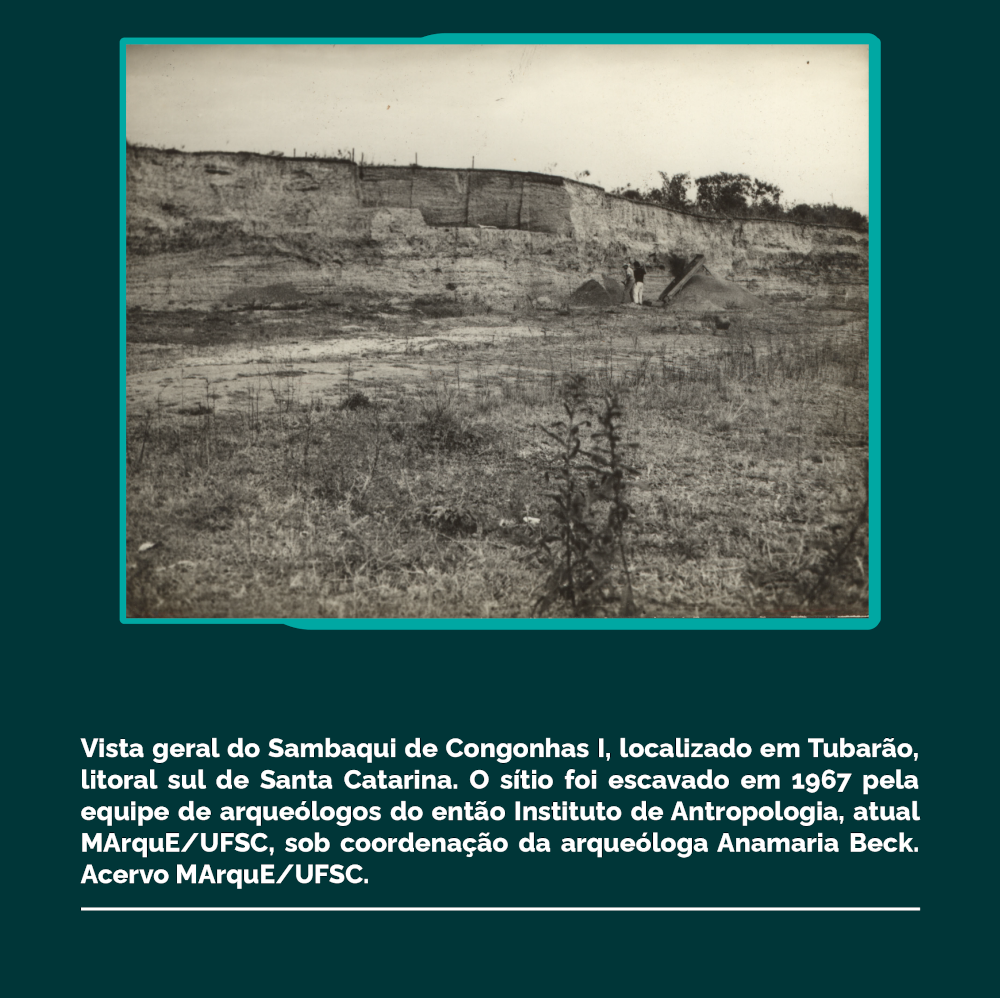 Vista geral do Sambaqui de Congonhas I, localizado em Tubarão,
litoral sul de Santa Catarina. O sítio foi escavado em 1967 pela
equipe de arqueólogos do então Instituto de Antropologia, atual
MArquE/UFSC, sob coordenação da arqueóloga Anamaria Beck.
Acervo MArquE/UFSC.